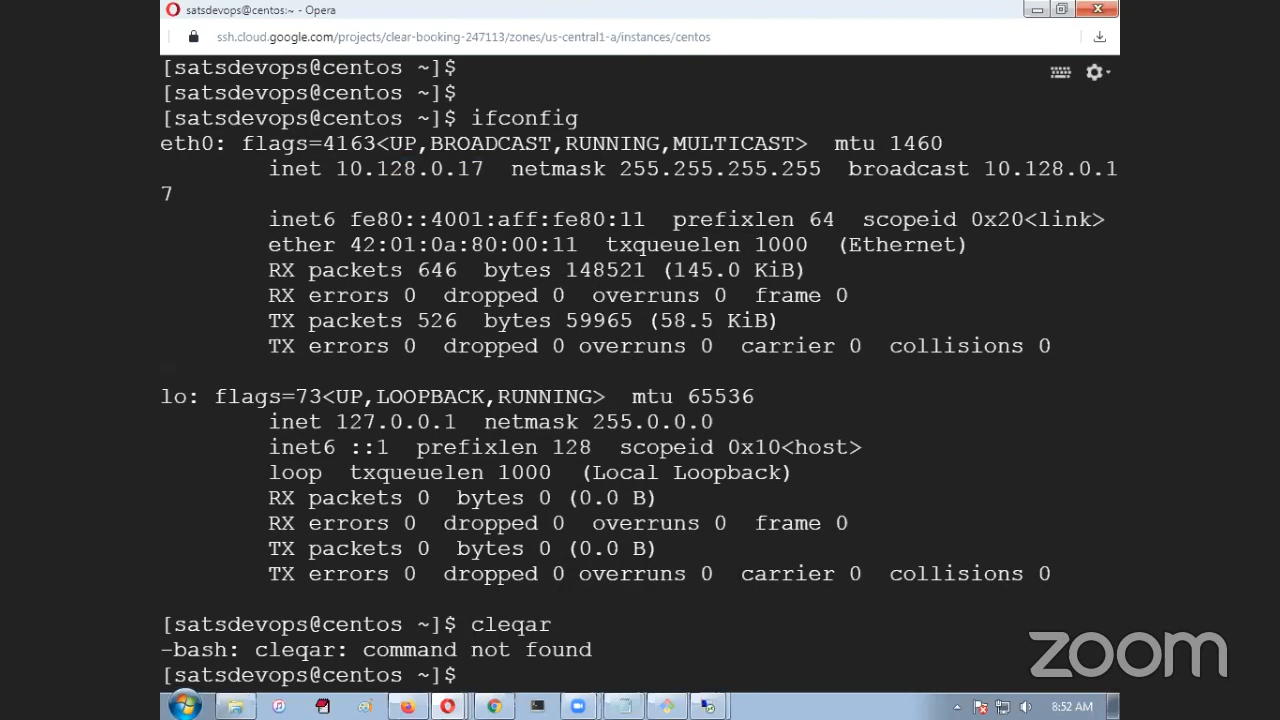 satsdevops@centos:~ - Opera
ssh.cloud.google.com/projects/clear-booking-247113/zones/us-central1-a/instances/centos
[satsdevops@centos ~]$
[satsdevops@centos ~]$
[satsdevops@centos ~]$ ifconfig
eth0: flags=4163<UP,BROADCAST,RUNNING,MULTICAST>  mtu 1460
inet 10.128.0.17  netmask 255.255.255.255  broadcast 10.128.0.1
7
inet6 fe80::4001:aff:fe80:11  prefixlen 64  scopeid 0x20<link>
ether 42:01:0a:80:00:11  txqueuelen 1000  (Ethernet)
RX packets 646  bytes 148521 (145.0 KiB)
RX errors 0  dropped 0  overruns 0  frame 0
TX packets 526  bytes 59965 (58.5 KiB)
TX errors 0  dropped 0 overruns 0  carrier 0  collisions 0
lo: flags=73<UP,LOOPBACK,RUNNING>  mtu 65536
inet 127.0.0.1  netmask 255.0.0.0
inet6 ::1  prefixlen 128  scopeid 0x10<host>
loop  txqueuelen 1000  (Local Loopback)
RX packets 0  bytes 0 (0.0 B)
RX errors 0  dropped 0  overruns 0  frame 0
TX packets 0  bytes 0 (0.0 B)
TX errors 0  dropped 0 overruns 0  carrier 0  collisions 0
[satsdevops@centos ~]$ cleqar
-bash: cleqar: command not found
[satsdevops@centos ~]$
zoom
8:52 AM